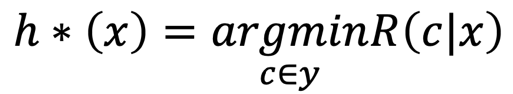 h ∗ (x) = argminR(c|x)
c∈y